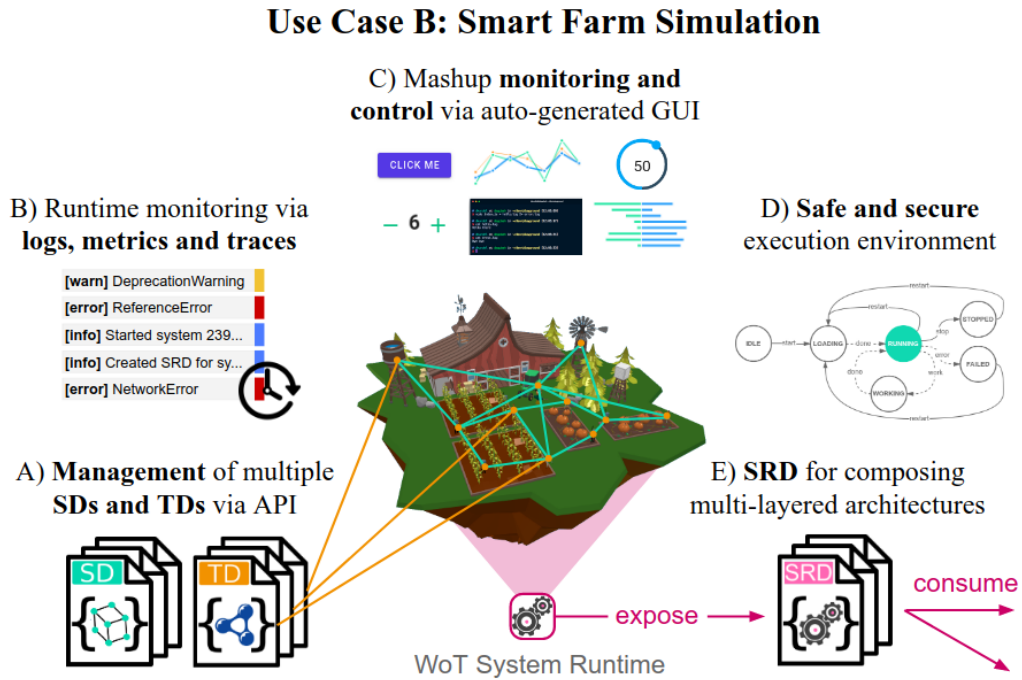 Use Case B: Smart Farm Simulation
C) Mashup monitoring and
control via auto-generated GUI
CLICK ME
50
B) Runtime monitoring via
logs, metrics and traces
− 6 +
D) Safe and secure
execution environment
[warn] DeprecationWarning
[error] ReferenceError
[info] Started system 239...
[info] Created SRD for sy...
[error] NetworkError
restart
restart
STOPPED
stop
IDLE
start
LOADING
done
RUNNING
error
FAILED
done
work
WORKING
restart
A) Management of multiple
SDs and TDs via API
E) SRD for composing
multi-layered architectures
SD
TD
SRD
{ }
{ }
{ }
expose
consume
WoT System Runtime